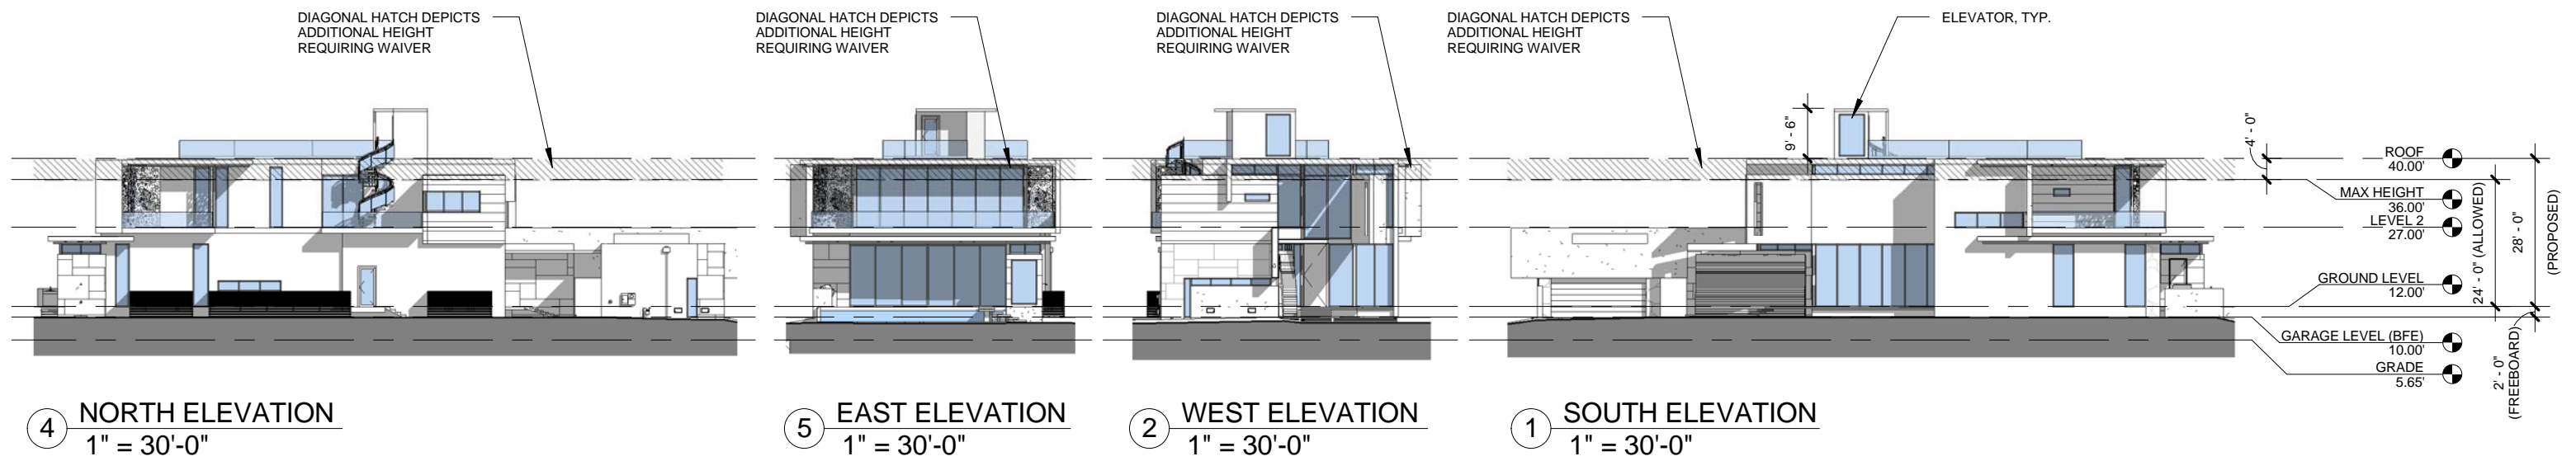 DIAGONAL HATCH DEPICTS
ADDITIONAL HEIGHT
REQUIRING WAIVER
DIAGONAL HATCH DEPICTS
ADDITIONAL HEIGHT
REQUIRING WAIVER
DIAGONAL HATCH DEPICTS
ADDITIONAL HEIGHT
REQUIRING WAIVER
DIAGONAL HATCH DEPICTS
ADDITIONAL HEIGHT
REQUIRING WAIVER
ELEVATOR, TYP.
9' - 6"
4' - 0"
ROOF
40.00'
MAX HEIGHT
36.00'
LEVEL 2
27.00'
GROUND LEVEL
12.00'
GARAGE LEVEL (BFE)
10.00'
GRADE
5.65'
24' - 0" (ALLOWED)
28' - 0"
(PROPOSED)
2' - 0"
(FREEBOARD)
4 NORTH ELEVATION
1" = 30'-0"
5 EAST ELEVATION
1" = 30'-0"
2 WEST ELEVATION
1" = 30'-0"
1 SOUTH ELEVATION
1" = 30'-0"